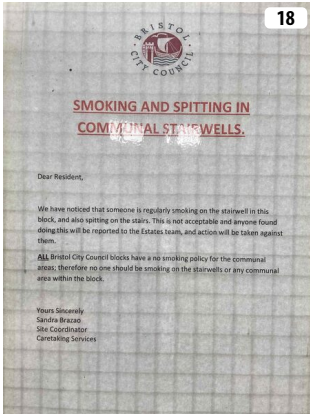 18
BRISTOL
CITY COUNCIL
SMOKING AND SPITTING IN
COMMUNAL STAIRWELLS.
Dear Resident,
We have noticed that someone is regularly smoking on the stairwell in this
block, and also spitting on the stairs. This is not acceptable and anyone found
doing this will be reported to the Estates team, and action will be taken against
them.
ALL Bristol City Council blocks have a no smoking policy for the communal
areas; therefore no one should be smoking on the stairwells or any communal
area within the block.
Yours Sincerely
Sandra Brazao
Site Coordinator
Caretaking Services